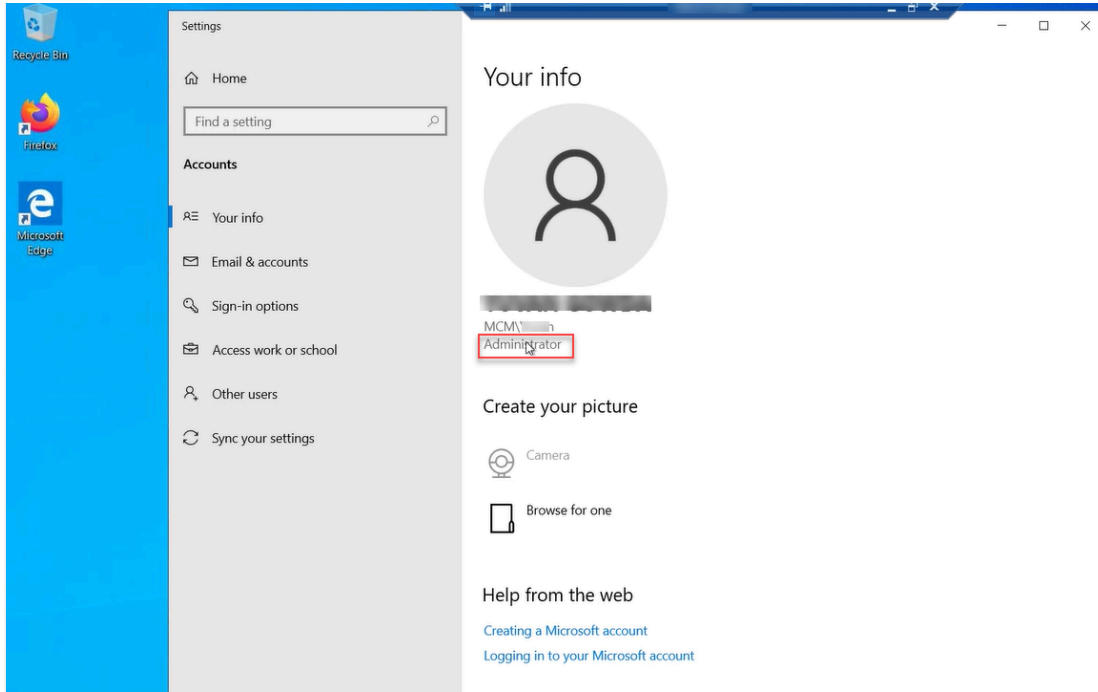 Recycle Bin
Firefox
Microsoft
Edge
Settings
Home
Find a setting
Accounts
Your info
Email & accounts
Sign-in options
Access work or school
Other users
Sync your settings
Your info
MCM\
Administrator
Create your picture
Camera
Browse for one
Help from the web
Creating a Microsoft account
Logging in to your Microsoft account